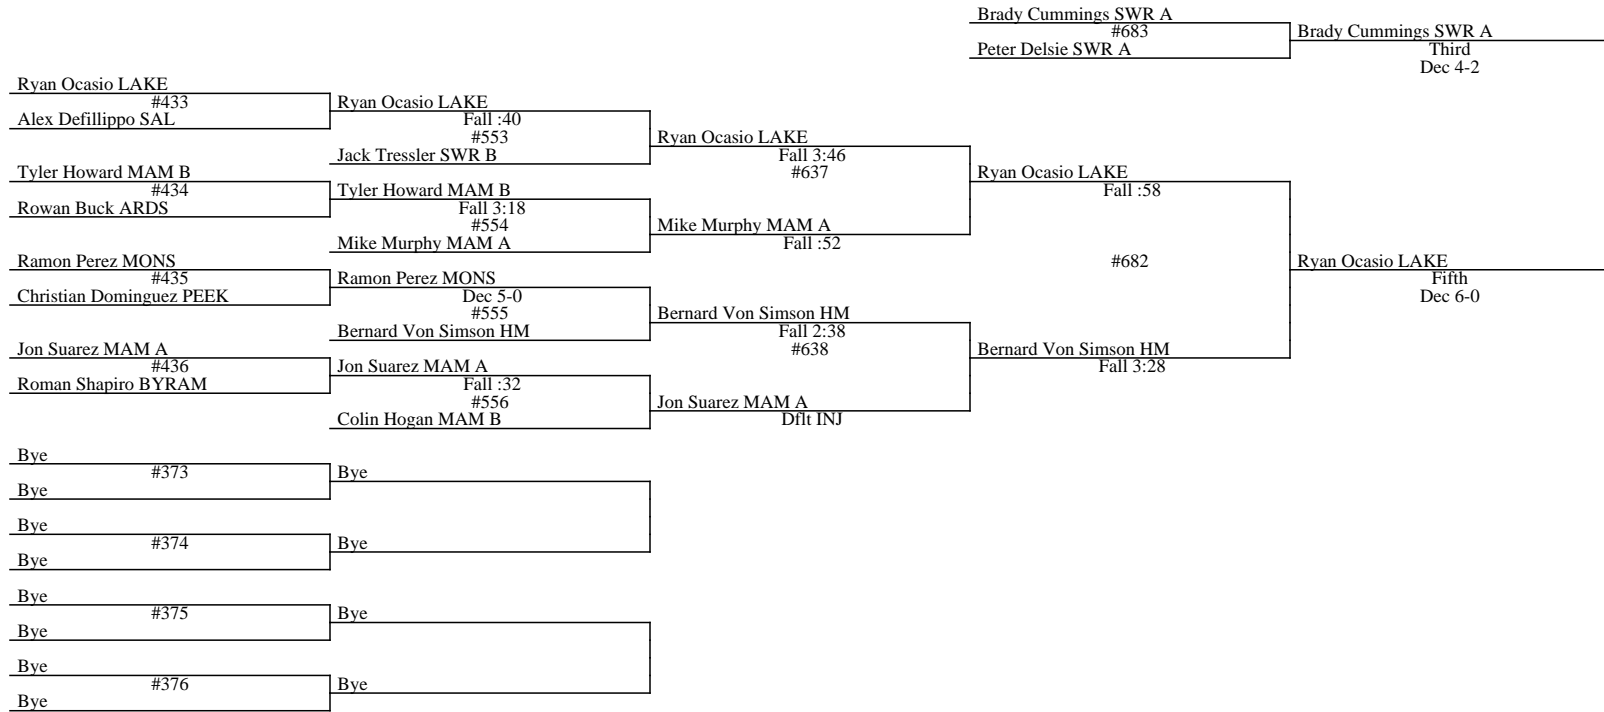 Brady Cummings SWR A
#683
Peter Delsie SWR A
Brady Cummings SWR A
Third
Dec 4-2
Ryan Ocasio LAKE
#433
Alex Defillippo SAL
Ryan Ocasio LAKE
Fall :40
#553
Jack Tressler SWR B
Ryan Ocasio LAKE
Fall 3:46
#637
Tyler Howard MAM B
#434
Rowan Buck ARDS
Tyler Howard MAM B
Fall 3:18
#554
Mike Murphy MAM A
Mike Murphy MAM A
Fall :52
Ryan Ocasio LAKE
Fall :58
#682
Ryan Ocasio LAKE
Fifth
Dec 6-0
Ramon Perez MONS
#435
Christian Dominguez PEEK
Ramon Perez MONS
Dec 5-0
#555
Bernard Von Simson HM
Bernard Von Simson HM
Fall 2:38
#638
Bernard Von Simson HM
Fall 3:28
Jon Suarez MAM A
#436
Roman Shapiro BYRAM
Jon Suarez MAM A
Fall :32
#556
Colin Hogan MAM B
Jon Suarez MAM A
Dflt INJ
Bye
#373
Bye
Bye
Bye
#374
Bye
Bye
Bye
#375
Bye
Bye
Bye
#376
Bye
Bye